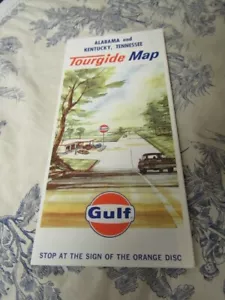 ALABAMA and
KENTUCKY, TENNESSEE
Tourgide Map
Gulf
STOP AT THE SIGN OF THE ORANGE DISC